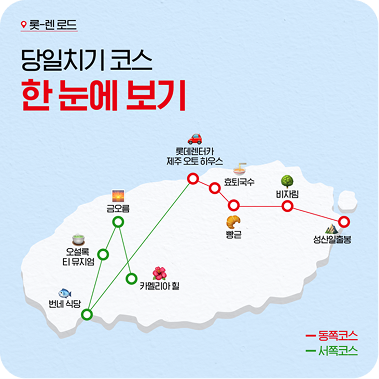 롯-렌 로드
당일치기 코스
한 눈에 보기
롯데렌터카
제주 오토 하우스
효퇴국수
비자림
금오름
빵귿
성산일출봉
오설록
티 뮤지엄
카멜리아 힐
번네 식당
동쪽코스
서쪽코스